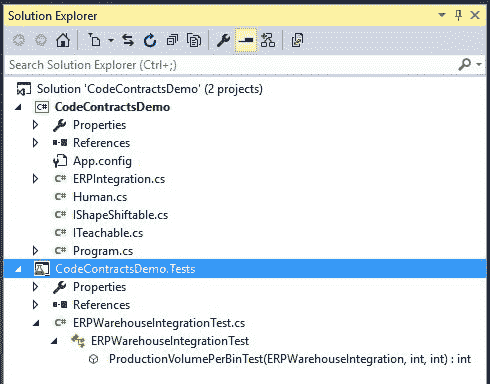 Solution Explorer
Search Solution Explorer (Ctrl+;)
Solution 'CodeContractsDemo' (2 projects)
C# CodeContractsDemo
Properties
References
App.config
C# ERPIntegration.cs
C# Human.cs
C# IShapeShiftable.cs
C# ITeachable.cs
C# Program.cs
CodeContractsDemo.Tests
Properties
References
C# ERPWarehouseIntegrationTest.cs
ERPWarehouseIntegrationTest
ProductionVolumePerBinTest(ERPWarehouseIntegration, int, int) : int